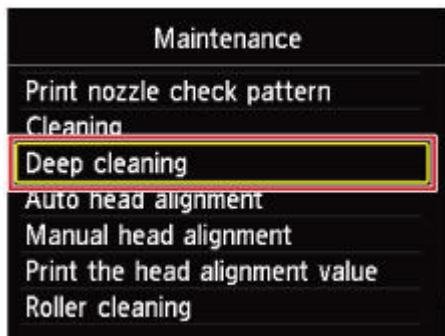 Maintenance
Print nozzle check pattern
Cleaning
Deep cleaning
Auto head alignment
Manual head alignment
Print the head alignment value
Roller cleaning